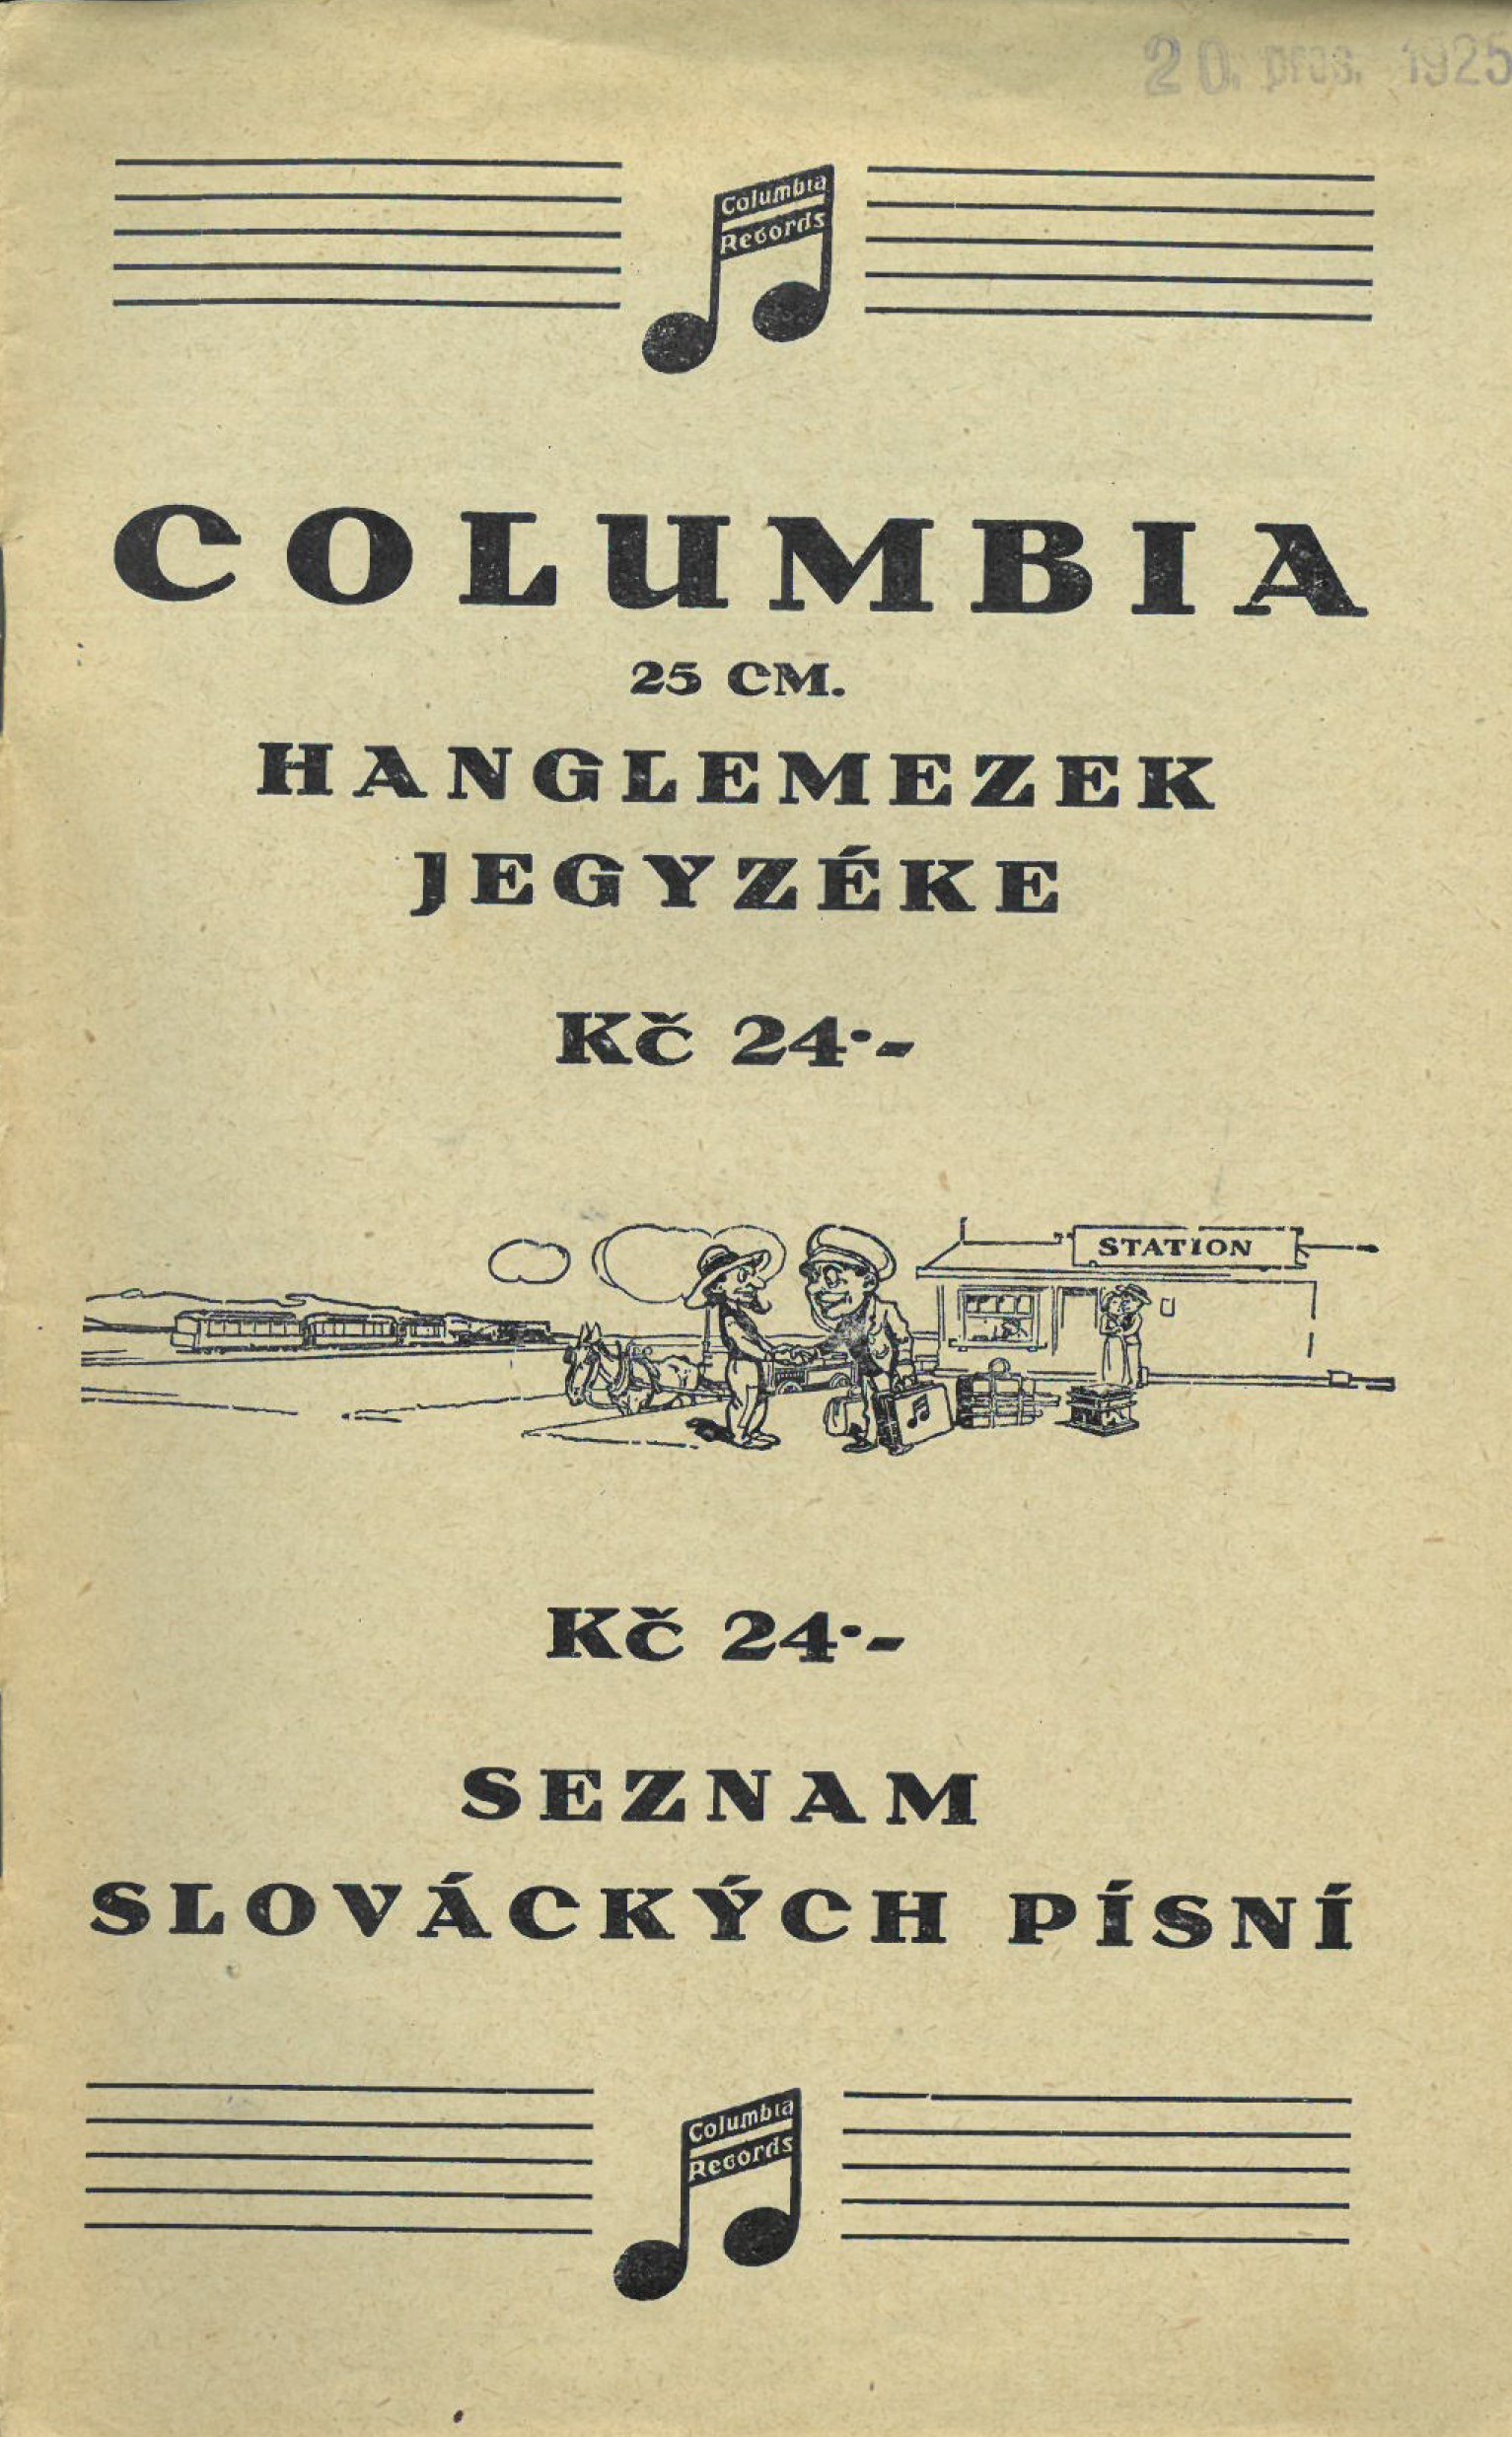 20. pros. 1925
Columbia
Records
COLUMBIA
25 CM.
HANGLEMEZEK
JEGYZÉKE
Kč 24·-
STATION
Kč 24·-
SEZNAM
SLOVÁCKÝCH PÍSNÍ
Columbia
Records